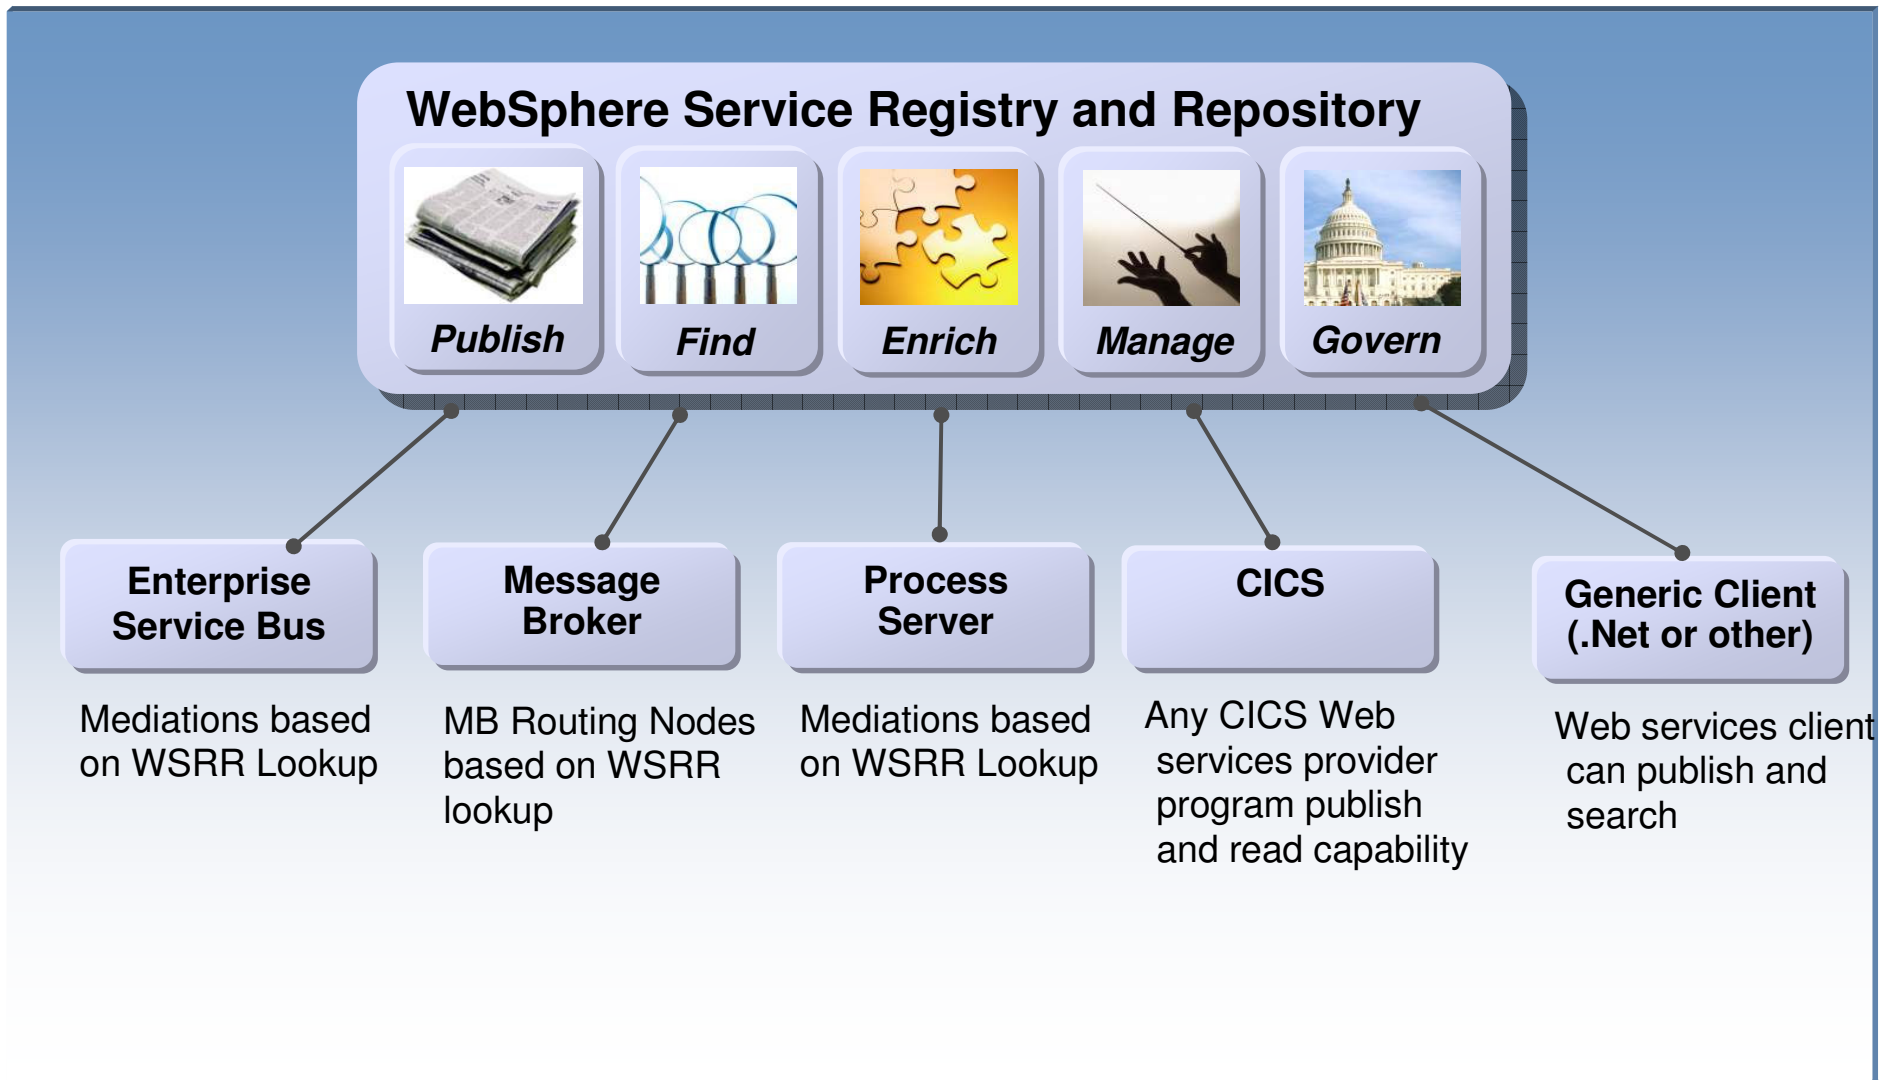 WebSphere Service Registry and Repository
Publish
Find
Enrich
Manage
Govern
Enterprise
Service Bus
Mediations based
on WSRR Lookup
Message
Broker
MB Routing Nodes
based on WSRR
lookup
Process
Server
Mediations based
on WSRR Lookup
CICS
Any CICS Web
services provider
program publish
and read capability
Generic Client
(.Net or other)
Web services client
can publish and
search